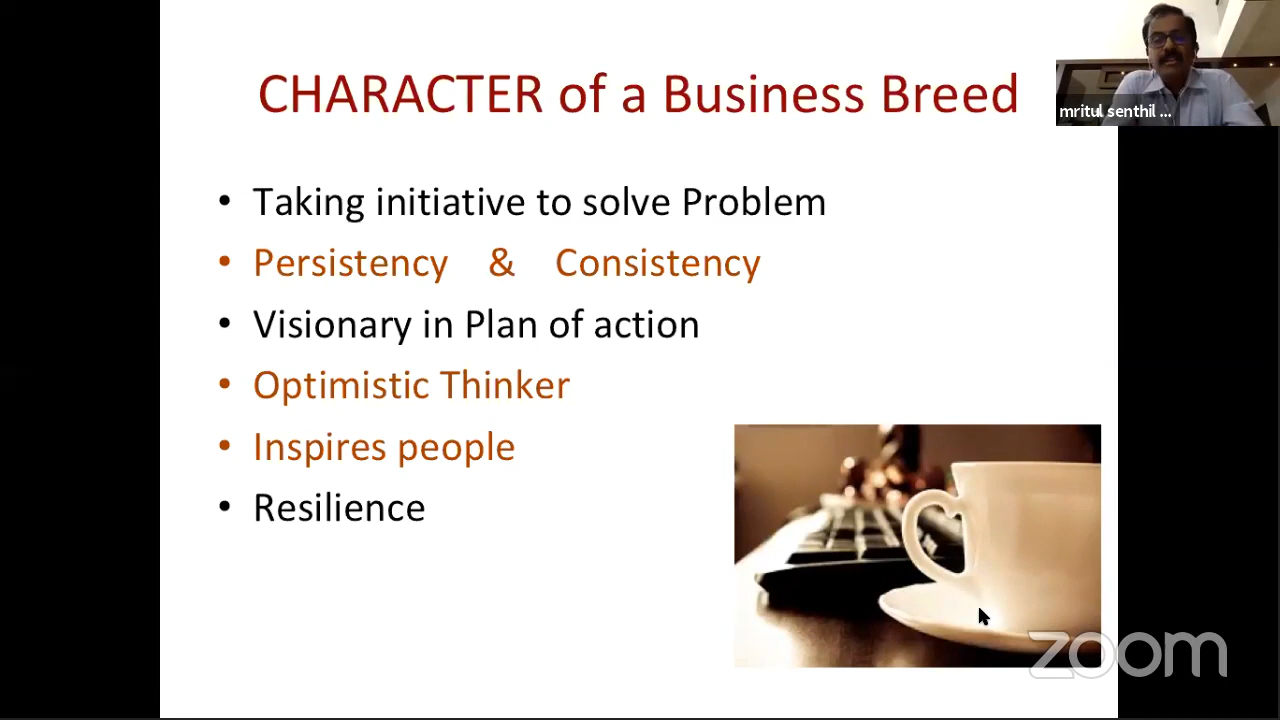 CHARACTER of a Business Breed
mritul senthil ...
• Taking initiative to solve Problem
• Persistency & Consistency
• Visionary in Plan of action
• Optimistic Thinker
• Inspires people
• Resilience
zoom